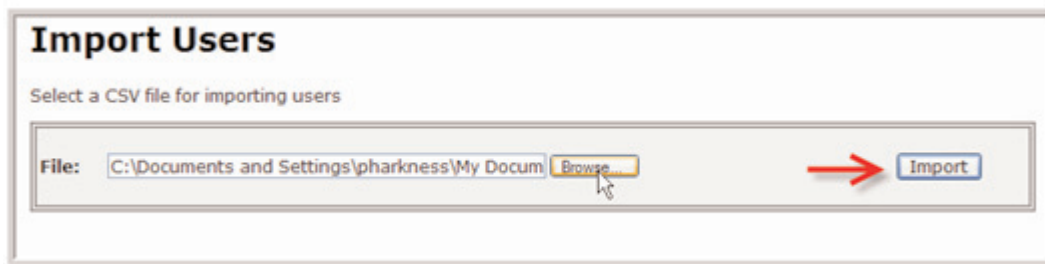 Import Users
Select a CSV file for importing users
File: C:\Documents and Settings\pharkness\My Docum Browse... Import